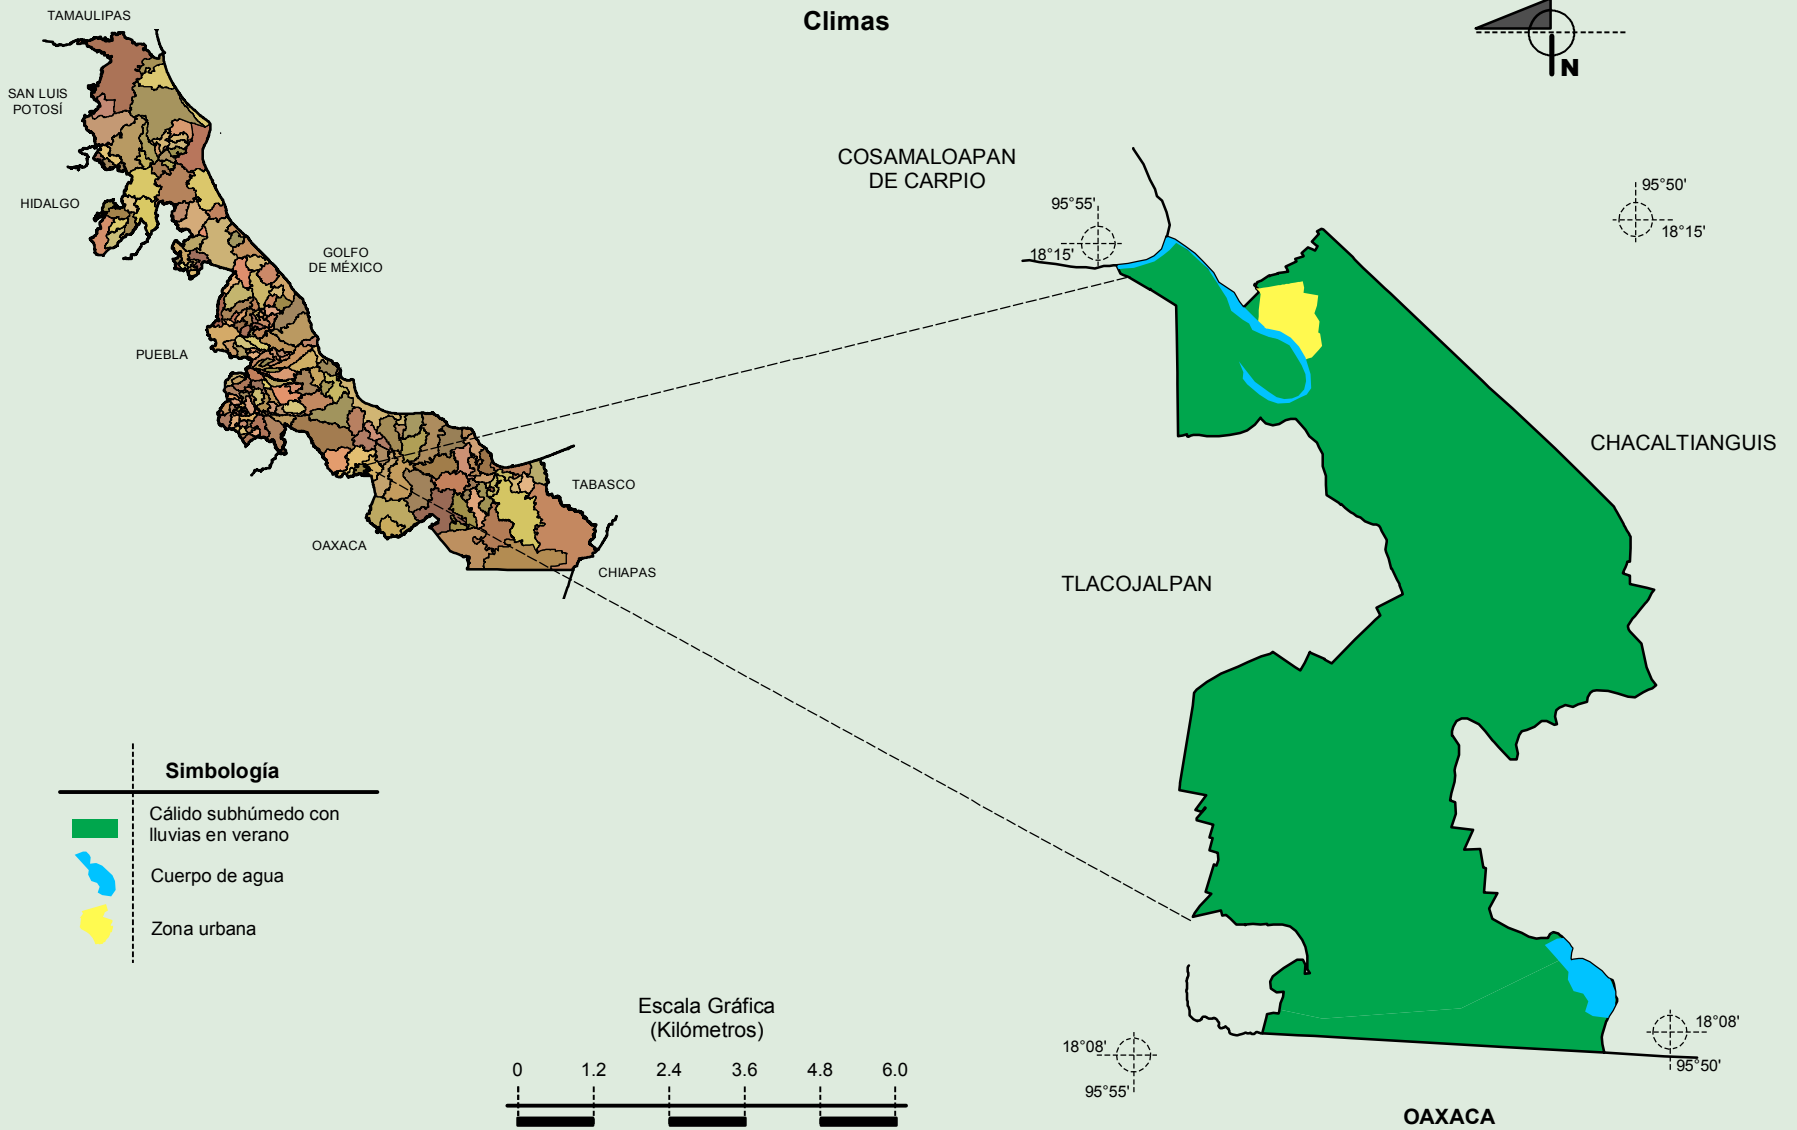 Climas
N
TAMAULIPAS
SAN LUIS
POTOSÍ
HIDALGO
GOLFO
DE MÉXICO
PUEBLA
TABASCO
OAXACA
CHIAPAS
COSAMALOAPAN
DE CARPIO
95°55'
18°15'
95°50'
18°15'
CHACALTIANGUIS
TLACOJALPAN
Simbología
Cálido subhúmedo con
lluvias en verano
Cuerpo de agua
Zona urbana
Escala Gráfica
(Kilómetros)
0 1.2 2.4 3.6 4.8 6.0
18°08'
95°55'
18°08'
95°50'
OAXACA